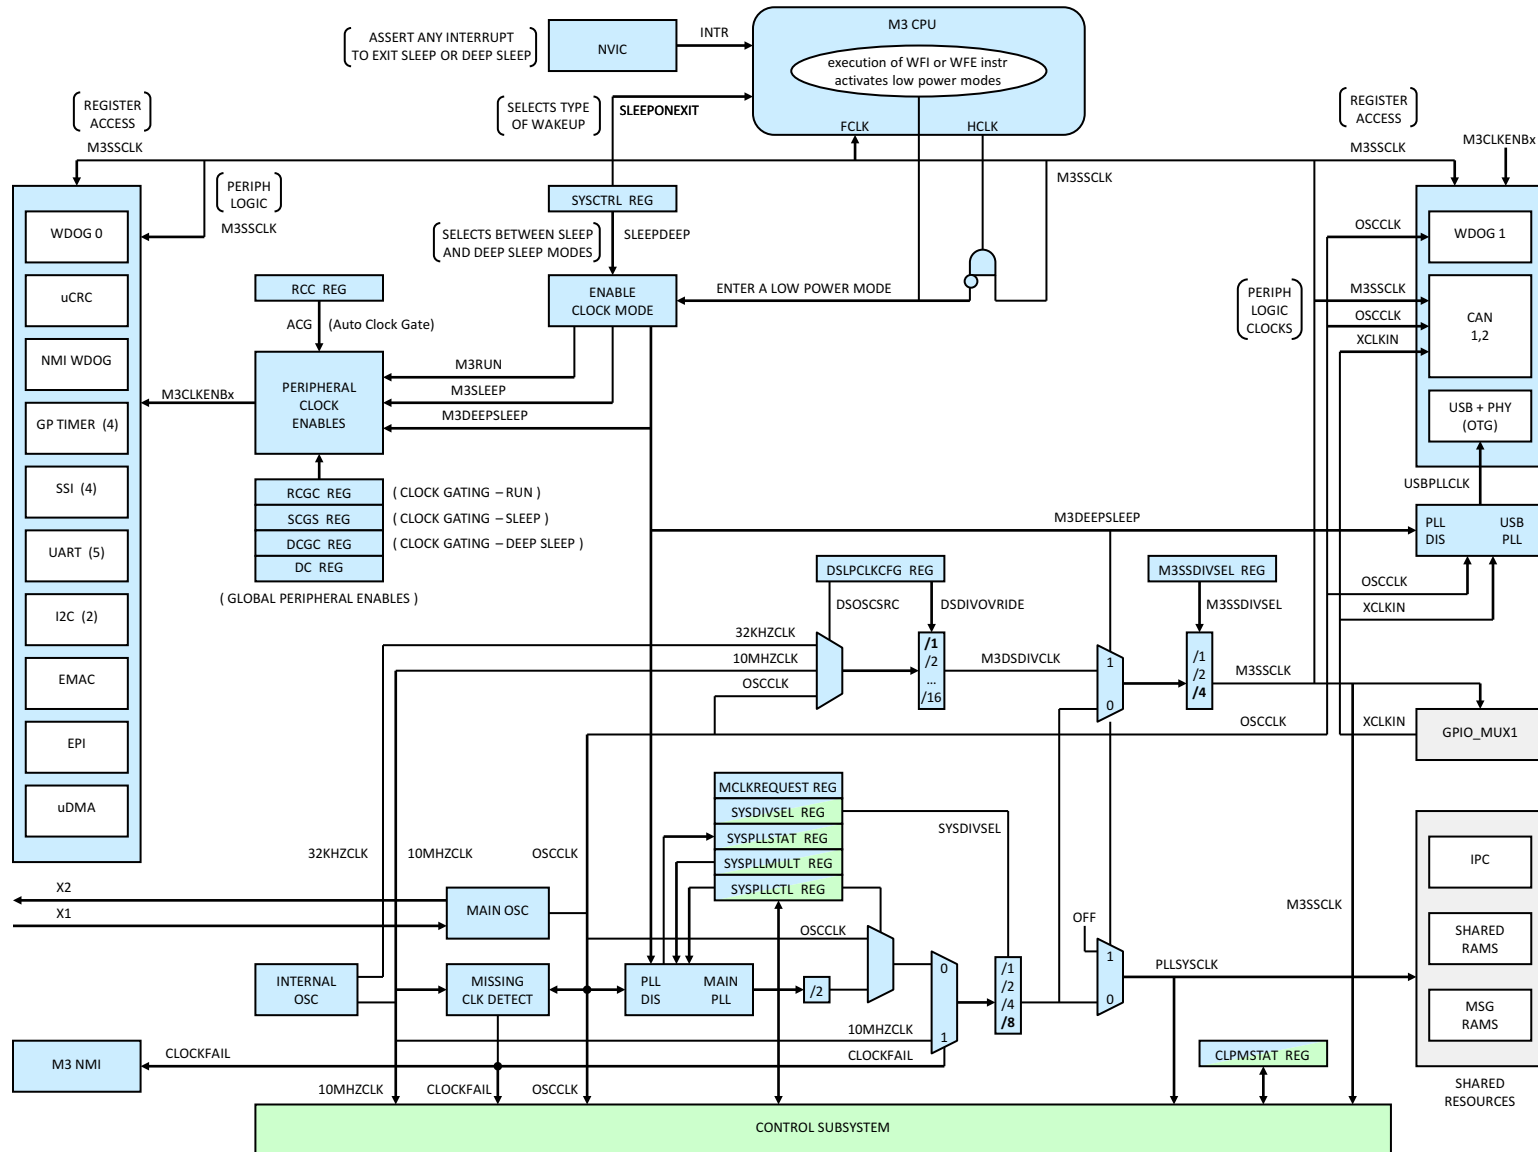 M3 CPU
ASSERT ANY INTERRUPT
TO EXIT SLEEP OR DEEP SLEEP
NVIC
INTR
execution of WFI or WFE instr
activates low power modes
REGISTER
ACCESS
SELECTS TYPE
OF WAKEUP
SLEEPONEXIT
FCLK
HCLK
REGISTER
ACCESS
M3SSCLK
M3SSCLK
M3CLKENBx
PERIPH
LOGIC
M3SSCLK
SYSCTRL REG
M3SSCLK
WDOG 0
SELECTS BETWEEN SLEEP
AND DEEP SLEEP MODES
SLEEPDEEP
OSCCLK
WDOG 1
uCRC
RCC REG
ENABLE
CLOCK MODE
ENTER A LOW POWER MODE
PERIPH
LOGIC
CLOCKS
M3SSCLK
OSCCLK
XCLKIN
CAN
1,2
ACG
(Auto Clock Gate)
NMI WDOG
M3RUN
M3SLEEP
M3DEEPSLEEP
PERIPHERAL
CLOCK
ENABLES
M3CLKENBx
GP TIMER (4)
USB + PHY
(OTG)
SSI (4)
RCGC REG
( CLOCK GATING – RUN )
SCGS REG
( CLOCK GATING – SLEEP )
DCGC REG
( CLOCK GATING – DEEP SLEEP )
DC REG
( GLOBAL PERIPHERAL ENABLES )
USBPLLCLK
M3DEEPSLEEP
PLL
DIS
USB
PLL
UART (5)
DSLPCLKCFG REG
M3SSDIVSEL REG
OSCCLK
XCLKIN
I2C (2)
DSOSCSRC
DSDIVOVRIDE
M3SSDIVSEL
32KHZCLK
10MHZCLK
OSCCLK
/1
/2
...
/16
M3DSDIVCLK
1
0
/1
/2
/4
M3SSCLK
EMAC
OSCCLK
XCLKIN
GPIO_MUX1
EPI
uDMA
MCLKREQUEST REG
SYSDIVSEL REG
SYSPLLSTAT REG
SYSPLLMULT REG
SYSPLLCTL REG
SYSDIVSEL
32KHZCLK
10MHZCLK
OSCCLK
IPC
X2
X1
MAIN OSC
OSCCLK
OFF
M3SSCLK
SHARED
RAMS
INTERNAL
OSC
MISSING
CLK DETECT
PLL
DIS
MAIN
PLL
/2
0
1
/1
/2
/4
/8
1
0
PLLSYSCLK
MSG
RAMS
10MHZCLK
CLOCKFAIL
M3 NMI
CLOCKFAIL
CLPMSTAT REG
10MHZCLK
CLOCKFAIL
OSCCLK
SHARED
RESOURCES
CONTROL SUBSYSTEM